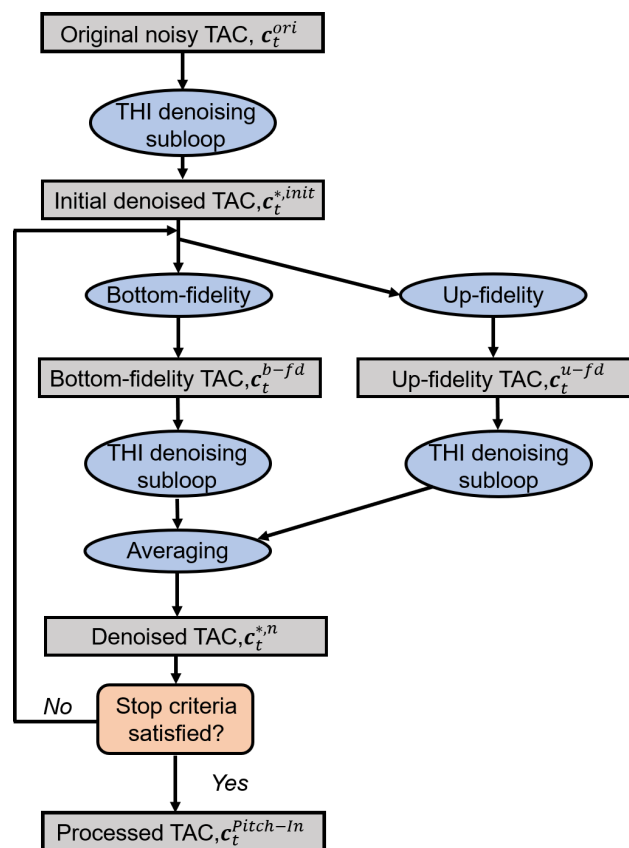 Original noisy TAC, c_t^{ori}
THI denoising
subloop
Initial denoised TAC,c_t^{*,init}
Bottom-fidelity
Up-fidelity
Bottom-fidelity TAC,c_t^{b-fd}
Up-fidelity TAC,c_t^{u-fd}
THI denoising
subloop
THI denoising
subloop
Averaging
Denoised TAC,c_t^{*,n}
No
Stop criteria
satisfied?
Yes
Processed TAC,c_t^{Pitch-In}